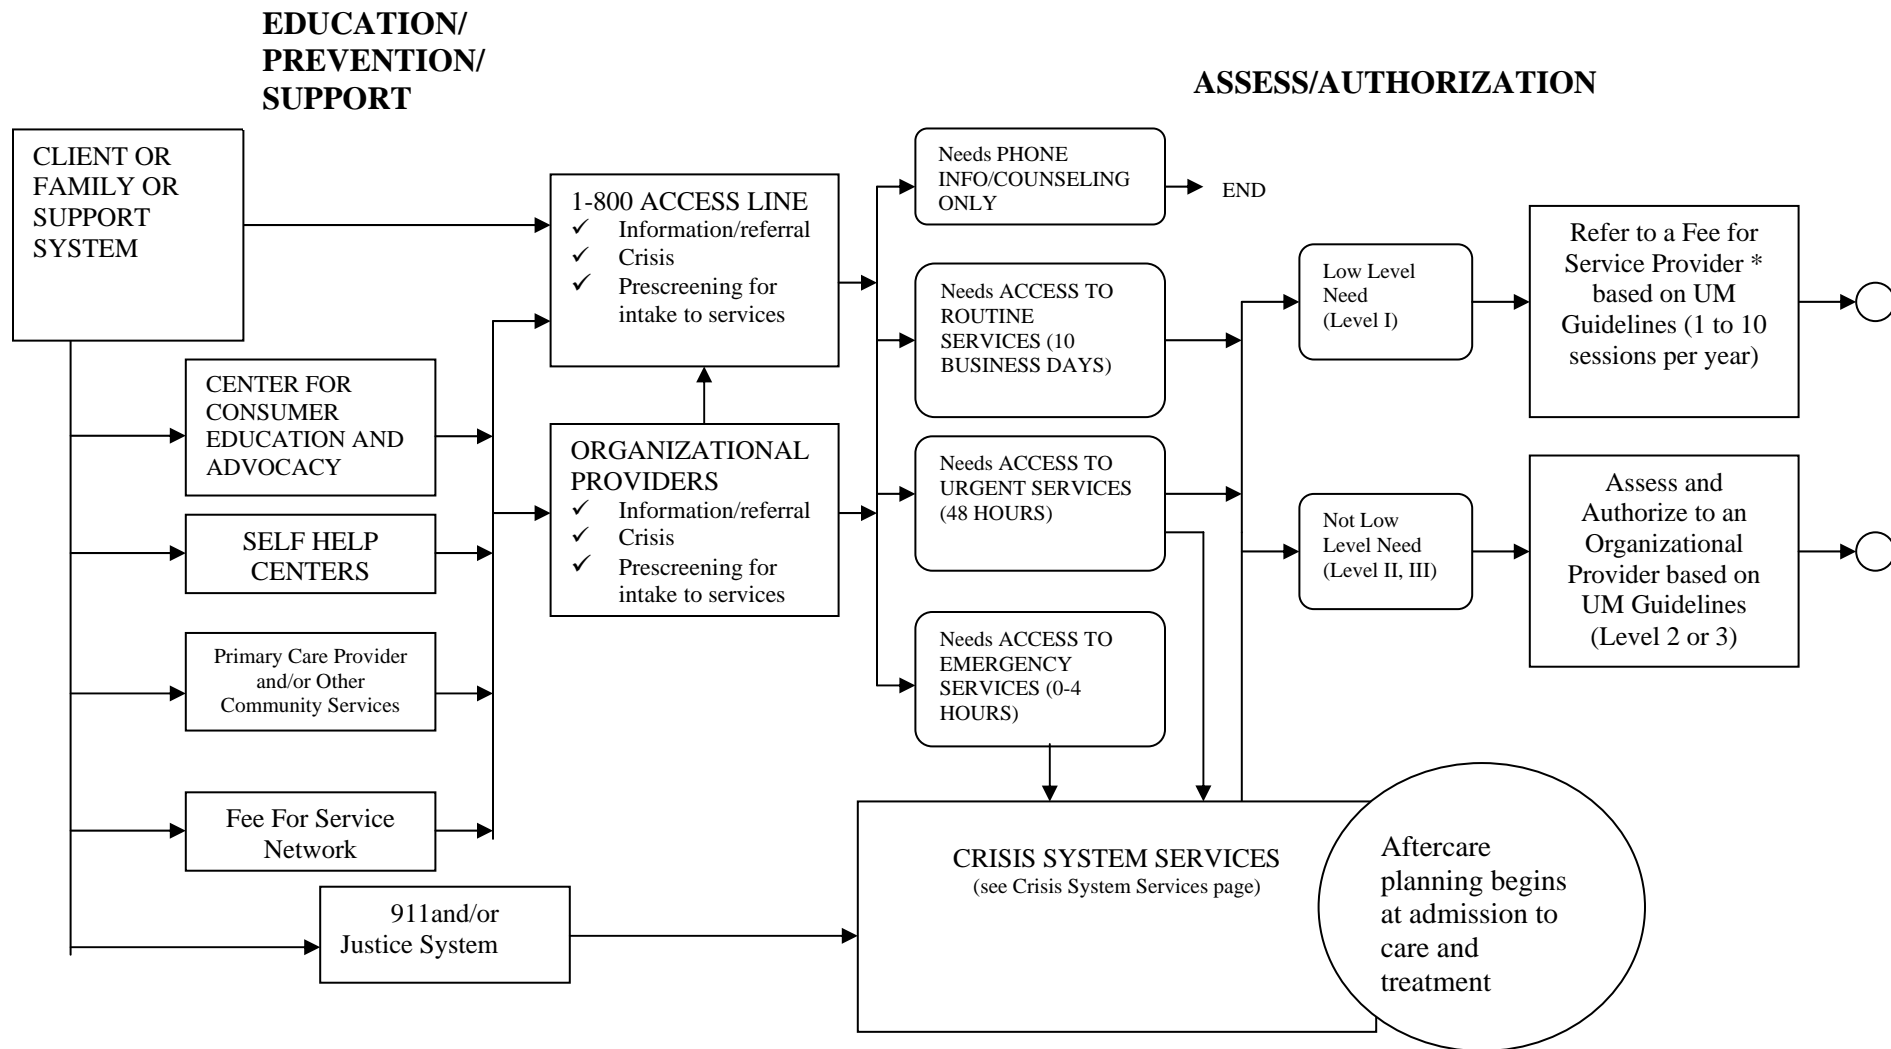 EDUCATION/
PREVENTION/
SUPPORT
ASSESS/AUTHORIZATION
CLIENT OR
FAMILY OR
SUPPORT
SYSTEM
CENTER FOR
CONSUMER
EDUCATION AND
ADVOCACY
SELF HELP
CENTERS
Primary Care Provider
and/or Other
Community Services
Fee For Service
Network
911and/or
Justice System
1-800 ACCESS LINE
✓ Information/referral
✓ Crisis
✓ Prescreening for
intake to services
ORGANIZATIONAL
PROVIDERS
✓ Information/referral
✓ Crisis
✓ Prescreening for
intake to services
Needs PHONE
INFO/COUNSELING
ONLY
END
Needs ACCESS TO
ROUTINE
SERVICES (10
BUSINESS DAYS)
Needs ACCESS TO
URGENT SERVICES
(48 HOURS)
Needs ACCESS TO
EMERGENCY
SERVICES (0-4
HOURS)
CRISIS SYSTEM SERVICES
(see Crisis System Services page)
Low Level
Need
(Level I)
Not Low
Level Need
(Level II, III)
Refer to a Fee for
Service Provider *
based on UM
Guidelines (1 to 10
sessions per year)
Assess and
Authorize to an
Organizational
Provider based on
UM Guidelines
(Level 2 or 3)
Aftercare
planning begins
at admission to
care and
treatment